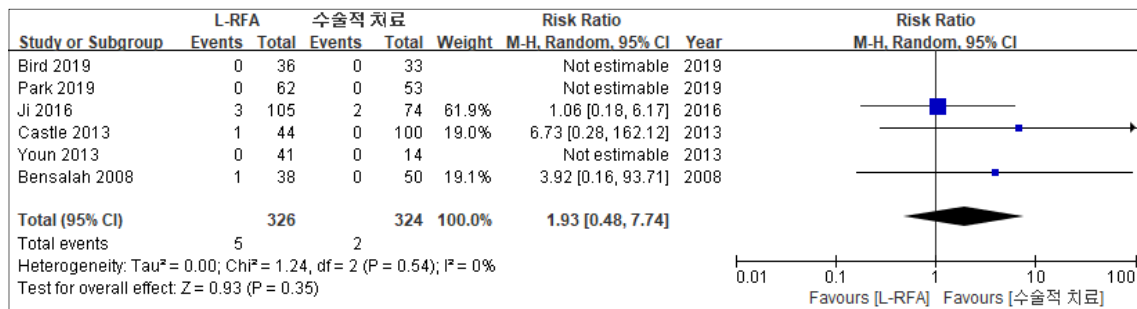 L-RFA 수술적 치료 Risk Ratio Risk Ratio
Study or Subgroup Events Total Events Total Weight M-H, Random, 95% CI Year M-H, Random, 95% CI
Bird 2019 0 36 0 33 Not estimable 2019
Park 2019 0 62 0 53 Not estimable 2019
Ji 2016 3 105 2 74 61.9% 1.06 [0.18, 6.17] 2016
Castle 2013 1 44 0 100 19.0% 6.73 [0.28, 162.12] 2013
Youn 2013 0 41 0 14 Not estimable 2013
Bensalah 2008 1 38 0 50 19.1% 3.92 [0.16, 93.71] 2008
Total (95% CI) 326 324 100.0% 1.93 [0.48, 7.74]
Total events 5 2
Heterogeneity: Tau² = 0.00; Chi² = 1.24, df = 2 (P = 0.54); I² = 0%
Test for overall effect: Z = 0.93 (P = 0.35)
0.01 0.1 1 10 100
Favours [L-RFA] Favours [수술적 치료]